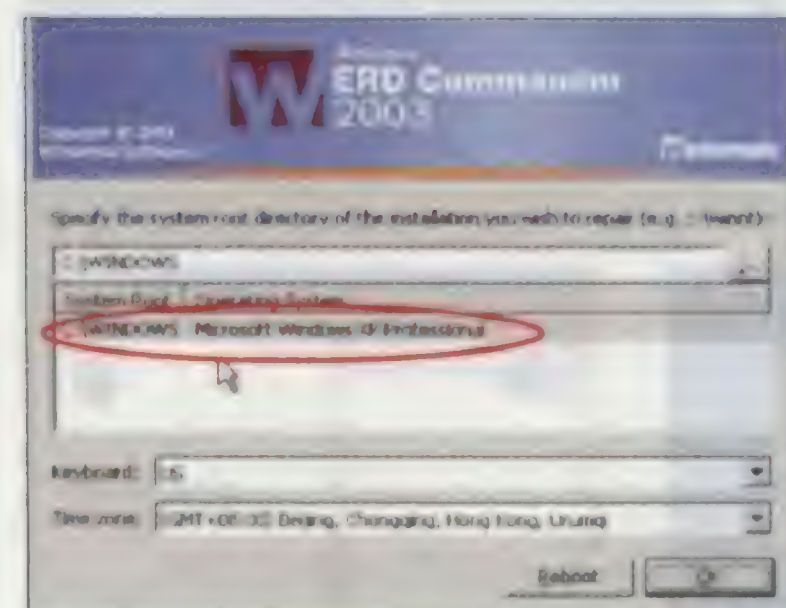 ERD Commander
2003
Specify the system root directory of the installation you wish to repair (e.g. c:\winnt)
C:\WINDOWS
System Root Operating System
C:\WINDOWS Microsoft Windows XP Professional
Keyboard: US
Time zone: (GMT+08:00) Beijing, Chongqing, Hong Kong, Urumqi
Reboot OK